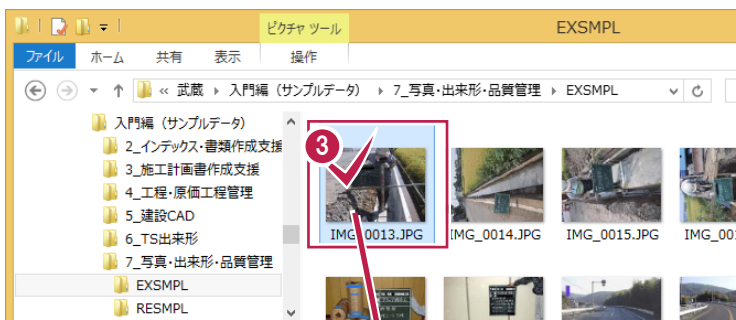 ピクチャ ツール
EXSMPL
ファイル ホーム 共有 表示 操作
« 武蔵 ▸ 入門編（サンプルデータ） ▸ 7_写真・出来形・品質管理 ▸ EXSMPL
入門編（サンプルデータ）
2_インデックス・書類作成支援
3_施工計画書作成支援
4_工程・原価工程管理
5_建設CAD
6_TS出来形
7_写真・出来形・品質管理
EXSMPL
RESMPL
3
IMG_0013.JPG
IMG_0014.JPG
IMG_0015.JPG
IMG_001